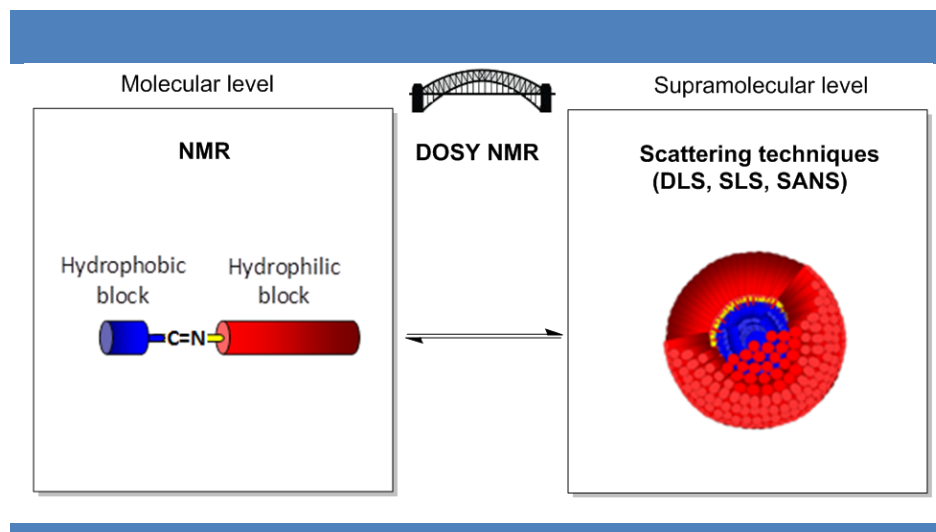 Molecular level
NMR
Hydrophobic
block
Hydrophilic
block
C=N
DOSY NMR
Supramolecular level
Scattering techniques
(DLS, SLS, SANS)